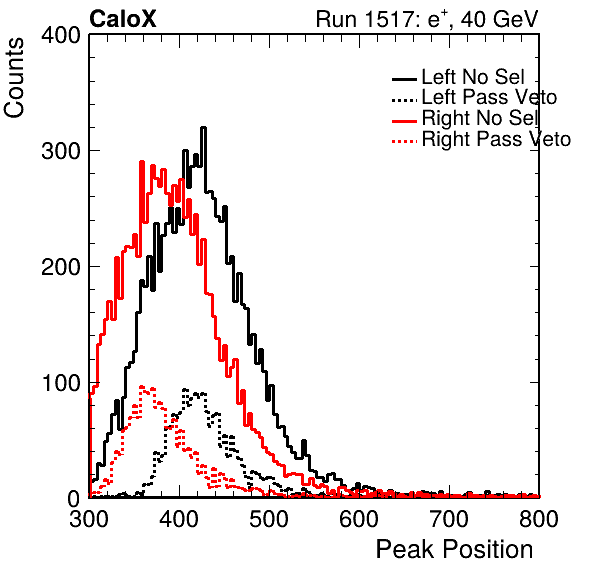 CaloX Run 1517: e⁺, 40 GeV
Counts
400
300
200
100
0
Left No Sel
Left Pass Veto
Right No Sel
Right Pass Veto
300 400 500 600 700 800
Peak Position